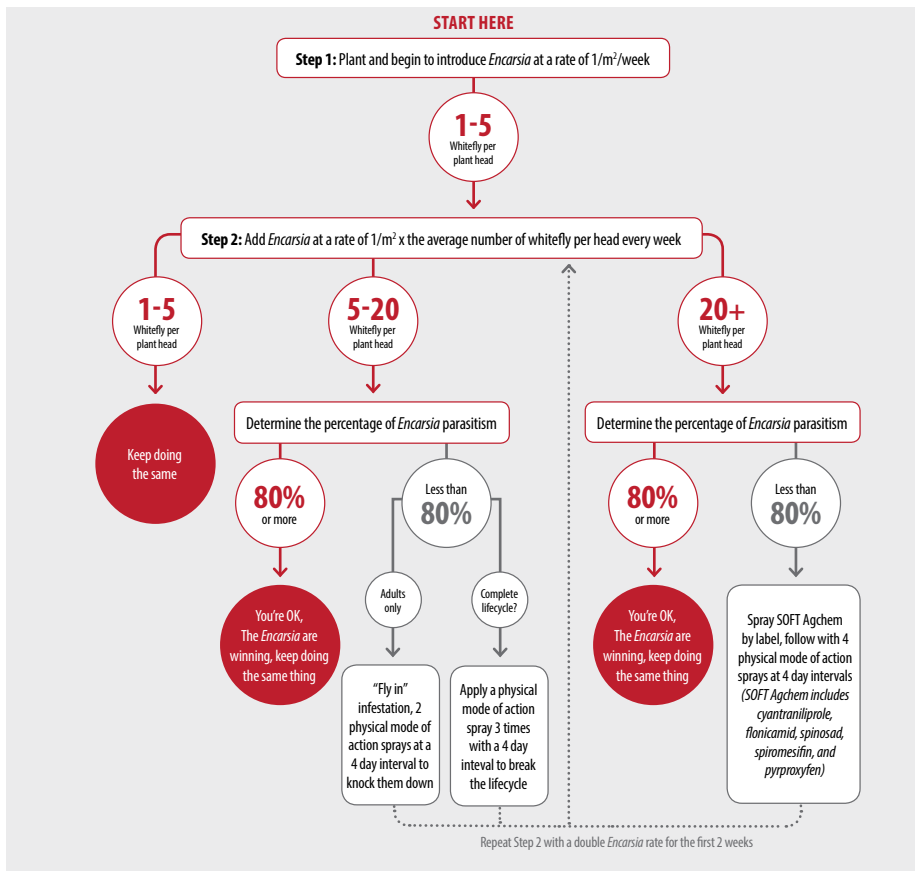 START HERE
Step 1: Plant and begin to introduce Encarsia at a rate of 1/m²/week
1-5
Whitefly per
plant head
Step 2: Add Encarsia at a rate of 1/m² x the average number of whitefly per head every week
1-5
Whitefly per
plant head
5-20
Whitefly per
plant head
20+
Whitefly per
plant head
Keep doing
the same
Determine the percentage of Encarsia parasitism
80%
or more
Less than
80%
You're OK,
The Encarsia are
winning, keep doing
the same thing
Adults
only
Complete
lifecycle?
"Fly in"
infestation, 2
physical mode of
action sprays at a
4 day interval to
knock them down
Apply a physical
mode of action
spray 3 times
with a 4 day
inteval to break
the lifecycle
Determine the percentage of Encarsia parasitism
80%
or more
Less than
80%
You're OK,
The Encarsia are
winning, keep doing
the same thing
Spray SOFT Agchem
by label, follow with 4
physical mode of action
sprays at 4 day intervals
(SOFT Agchem includes
cyantraniliprole,
flonicamid, spinosad,
spiromesifin, and
pyrproxyfen)
Repeat Step 2 with a double Encarsia rate for the first 2 weeks